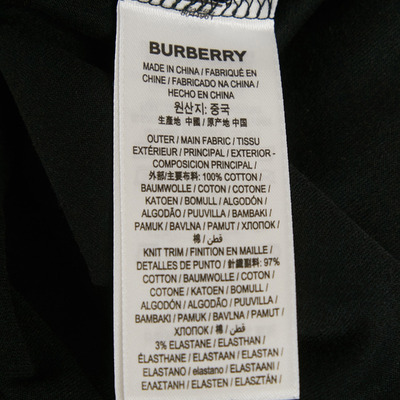 BURBERRY
MADE IN CHINA / FABRIQUÉ EN
CHINE / FABRICADO NA CHINA /
HECHO EN CHINA
원산지: 중국
生產地 中國 / 原产地 中国
OUTER / MAIN FABRIC / TISSU
EXTÉRIEUR / PRINCIPAL / EXTERIOR -
COMPOSICION PRINCIPAL /
外部/主要布料: 100% COTTON /
BAUMWOLLE / COTON / COTONE /
KATOEN / BOMULL / ALGODÓN /
ALGODÃO / PUUVILLA / BAMBAKI /
PAMUK / BAVLNA / PAMUT / ΧΛΟΠΟΚ /
棉 / قطن /
KNIT TRIM / FINITION EN MAILLE /
DETALLES DE PUNTO / 針織副料: 97%
COTTON / BAUMWOLLE / COTON /
COTONE / KATOEN / BOMULL /
ALGODÓN / ALGODÃO / PUUVILLA /
BAMBAKI / PAMUK / BAVLNA / PAMUT /
ХЛОПОК / 棉 / قطن /
3% ELASTANE / ELASTHAN /
ÉLASTHANE / ELASTAAN / ELASTAN /
ELASTANO / elastano / ELASTAANI /
ΕΛΑΣΤΑΝΗ / ELASTEN / ELASZTÁN /